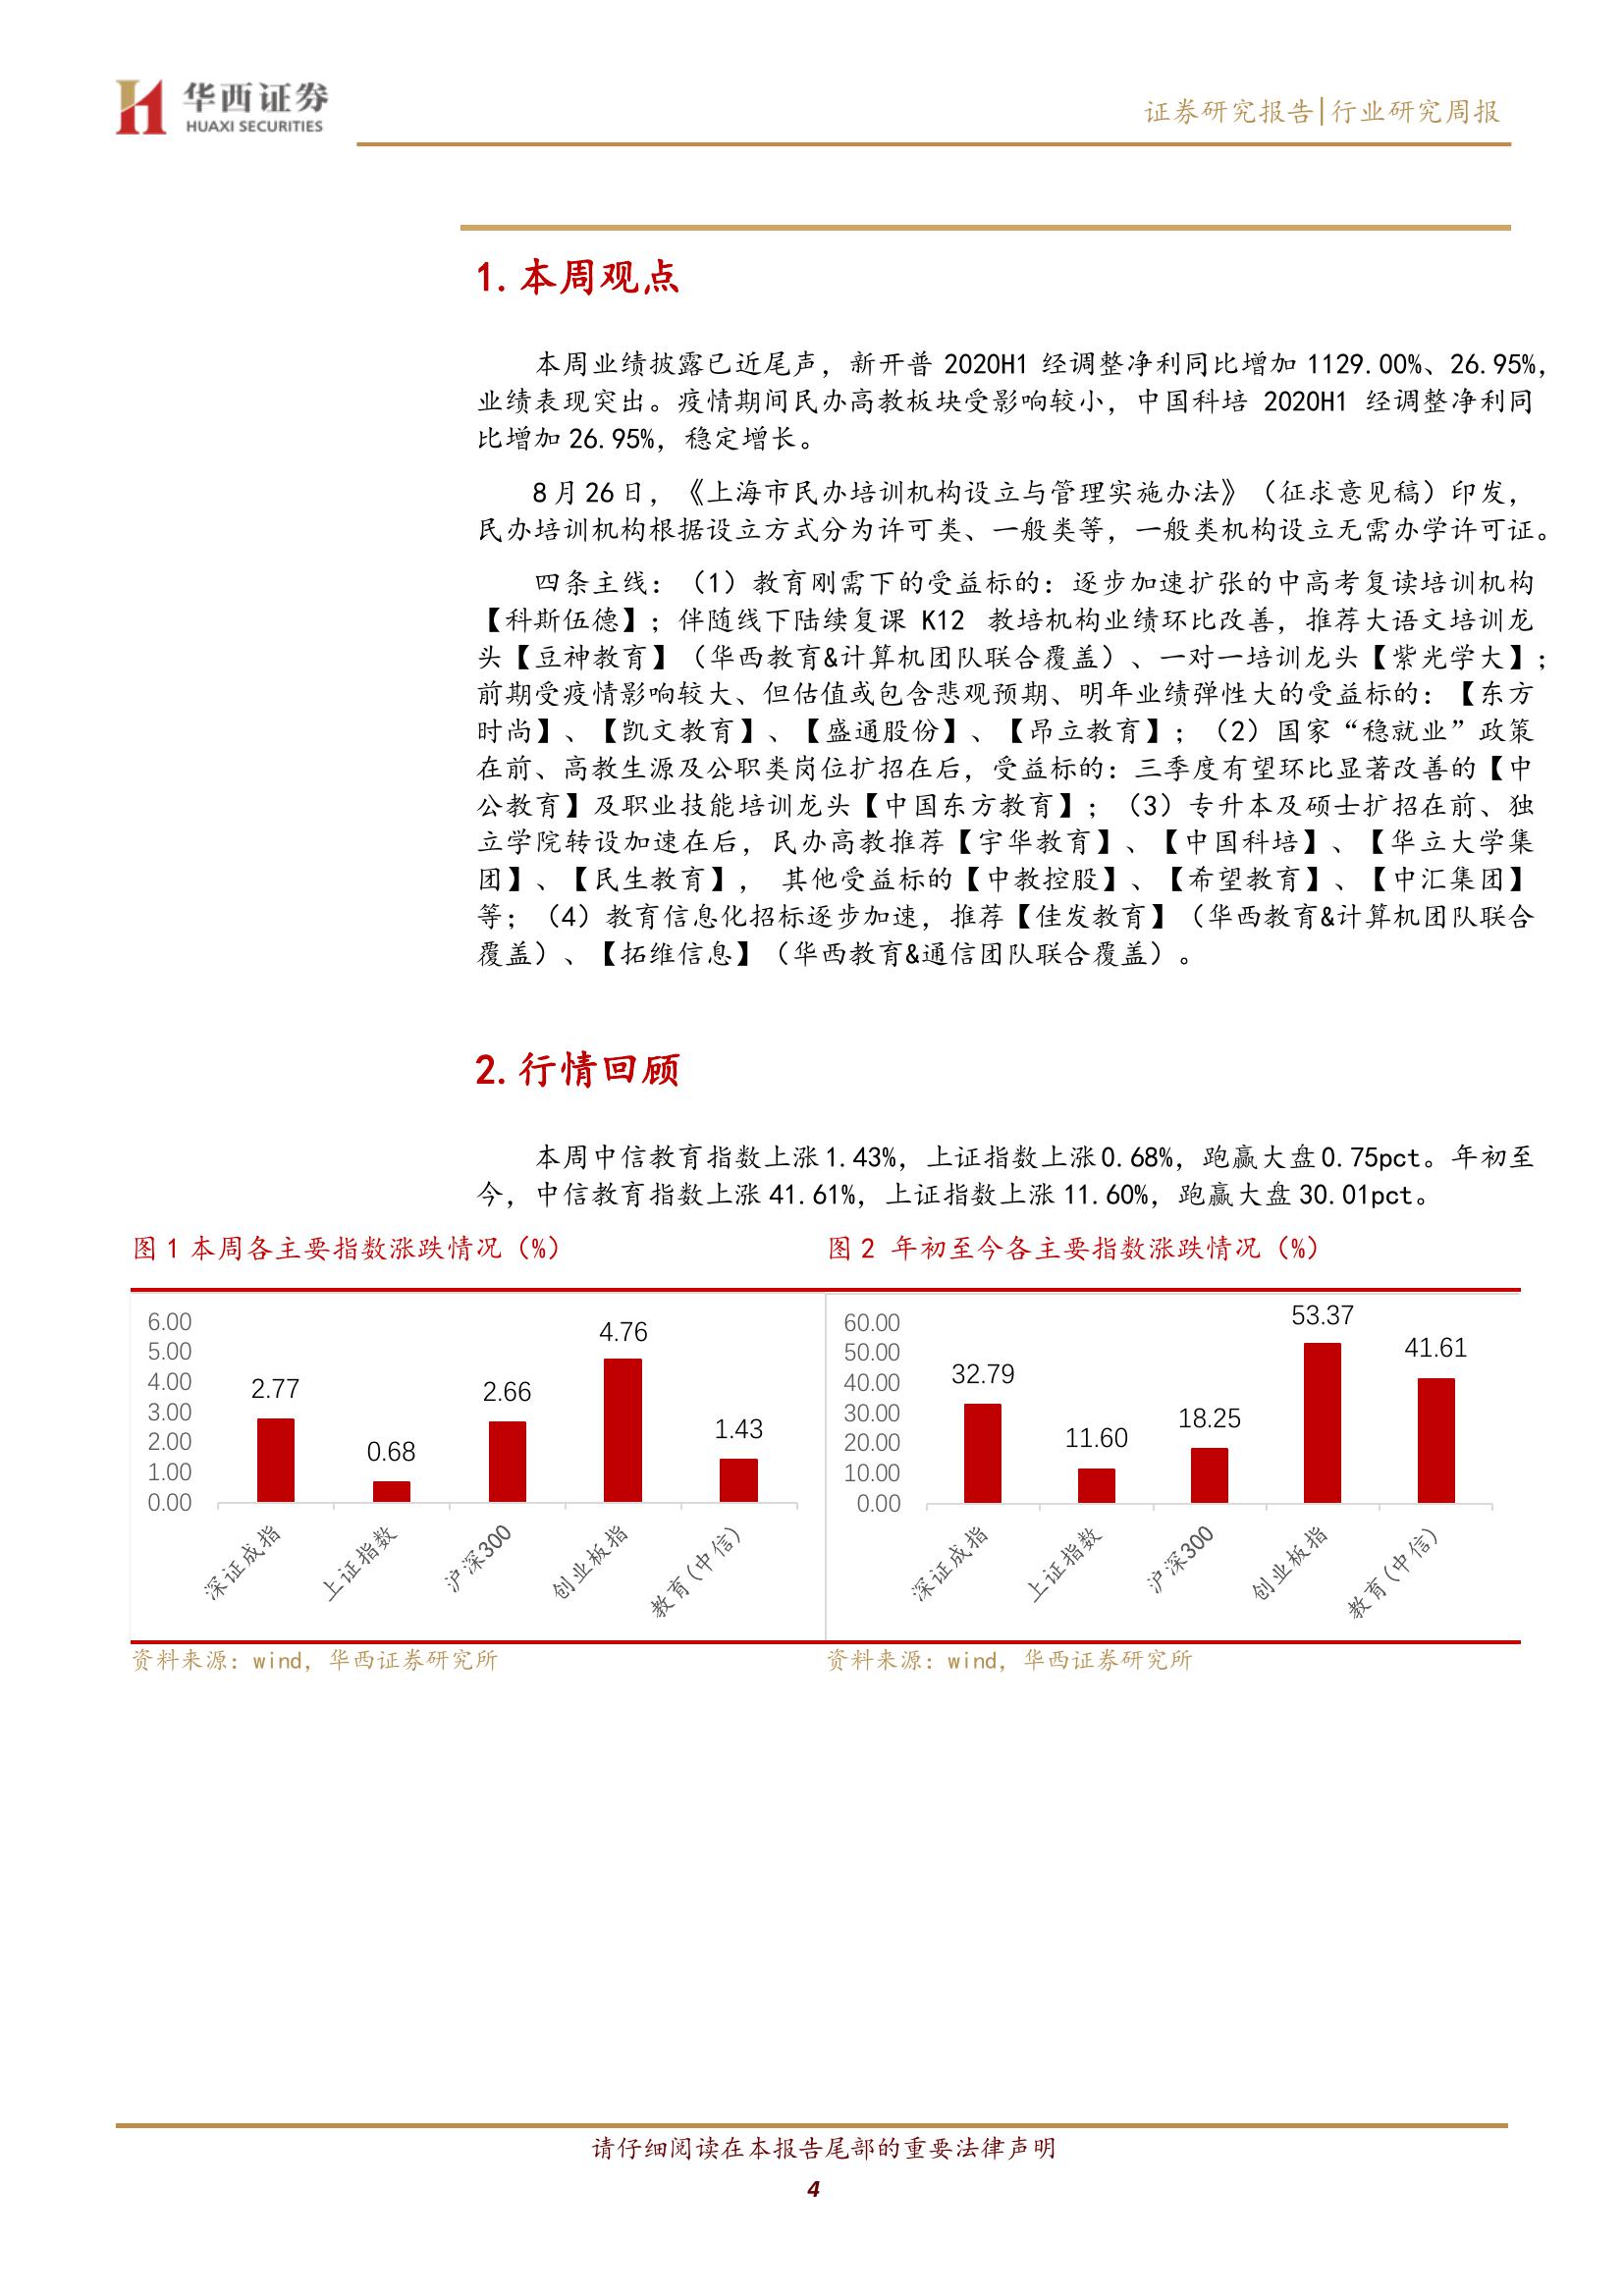 华西证券
HUAXI SECURITIES
证券研究报告|行业研究周报
1.本周观点
本周业绩披露已近尾声，新开普 2020H1 经调整净利同比增加 1129.00%、26.95%，
业绩表现突出。疫情期间民办高教板块受影响较小，中国科培 2020H1 经调整净利同
比增加 26.95%，稳定增长。
8 月 26 日，《上海市民办培训机构设立与管理实施办法》（征求意见稿）印发，
民办培训机构根据设立方式分为许可类、一般类等，一般类机构设立无需办学许可证。
四条主线：（1）教育刚需下的受益标的：逐步加速扩张的中高考复读培训机构
【科斯伍德】；伴随线下陆续复课 K12 教培机构业绩环比改善，推荐大语文培训龙
头【豆神教育】（华西教育&计算机团队联合覆盖）、一对一培训龙头【紫光学大】；
前期受疫情影响较大、但估值或包含悲观预期、明年业绩弹性大的受益标的：【东方
时尚】、【凯文教育】、【盛通股份】、【昂立教育】；（2）国家“稳就业”政策
在前、高教生源及公职类岗位扩招在后，受益标的：三季度有望环比显著改善的【中
公教育】及职业技能培训龙头【中国东方教育】；（3）专升本及硕士扩招在前、独
立学院转设加速在后，民办高教推荐【宇华教育】、【中国科培】、【华立大学集
团】、【民生教育】， 其他受益标的【中教控股】、【希望教育】、【中汇集团】
等；（4）教育信息化招标逐步加速，推荐【佳发教育】（华西教育&计算机团队联合
覆盖）、【拓维信息】（华西教育&通信团队联合覆盖）。
2.行情回顾
本周中信教育指数上涨 1.43%，上证指数上涨 0.68%，跑赢大盘 0.75pct。年初至
今，中信教育指数上涨 41.61%，上证指数上涨 11.60%，跑赢大盘 30.01pct。
图 1 本周各主要指数涨跌情况（%）
6.00
5.00
4.00
3.00
2.00
1.00
0.00
2.77
0.68
2.66
4.76
1.43
深证成指
上证指数
沪深300
创业板指
教育(中信)
资料来源：wind，华西证券研究所
图 2 年初至今各主要指数涨跌情况（%）
60.00
50.00
40.00
30.00
20.00
10.00
0.00
32.79
11.60
18.25
53.37
41.61
深证成指
上证指数
沪深300
创业板指
教育(中信)
资料来源：wind，华西证券研究所
请仔细阅读在本报告尾部的重要法律声明
4